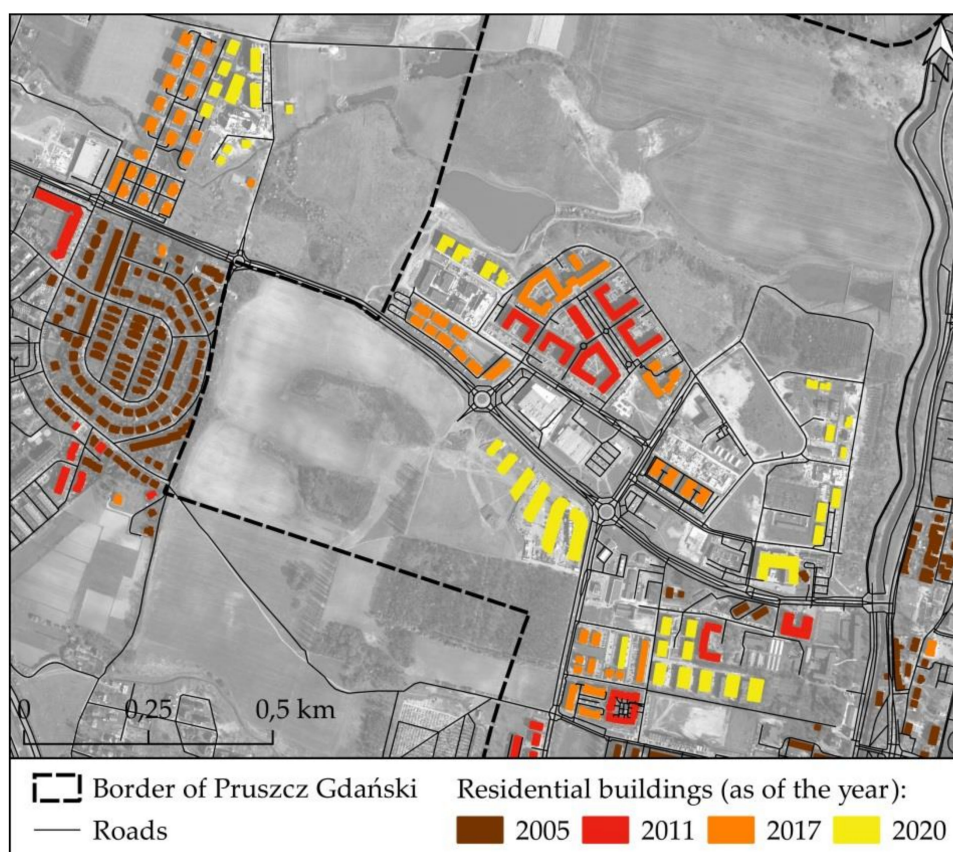 N
0 0,25 0,5 km
Border of Pruszcz Gdański
Roads
Residential buildings (as of the year):
2005 2011 2017 2020